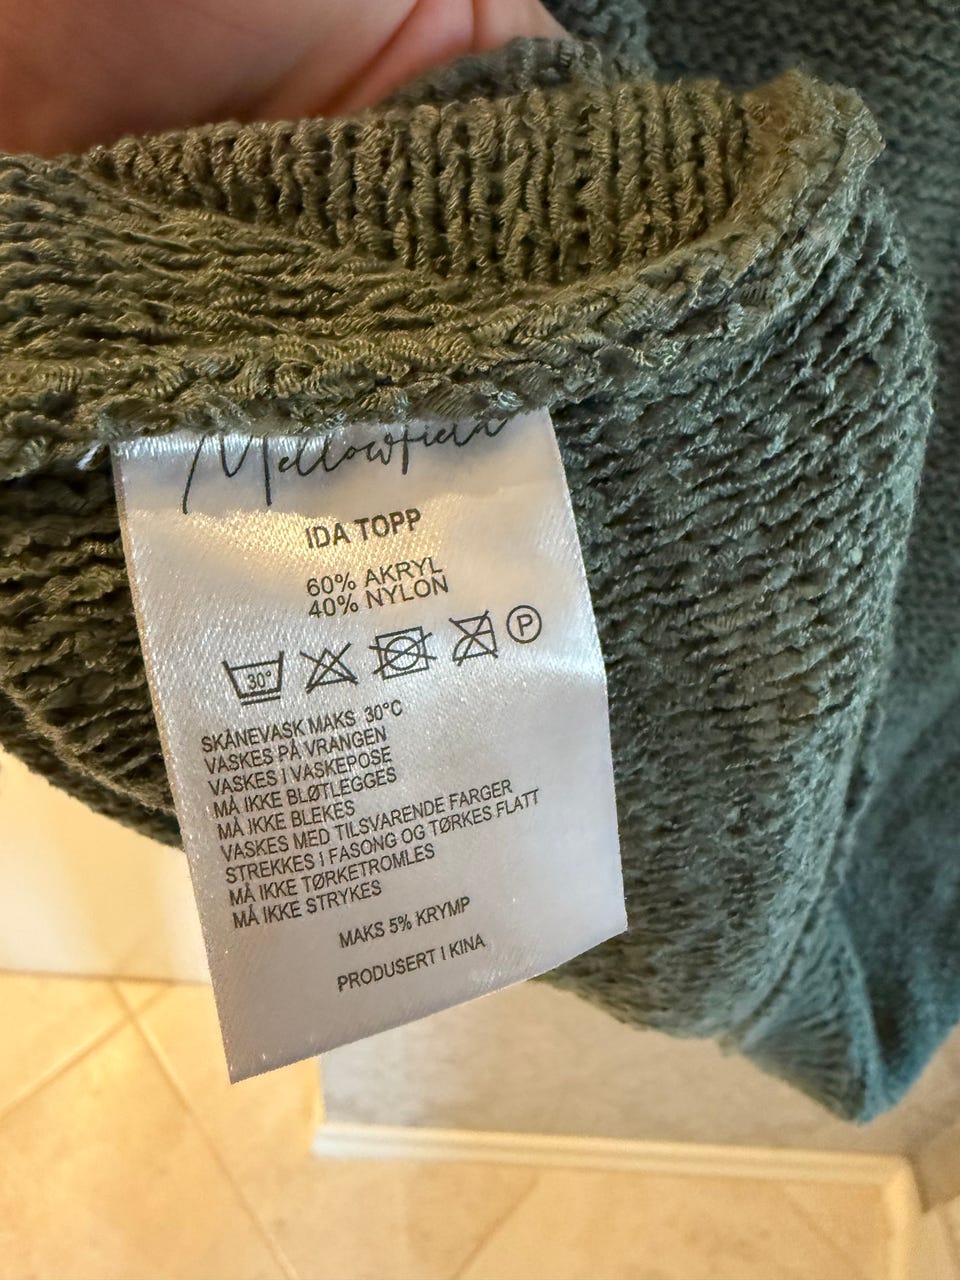 Mellowfield
IDA TOPP
60% AKRYL
40% NYLON
30° P
SKÅNEVASK MAKS 30°C
VASKES PÅ VRANGEN
VASKES I VASKEPOSE
MÅ IKKE BLØTLEGGES
MÅ IKKE BLEKES
VASKES MED TILSVARENDE FARGER
STREKKES I FASONG OG TØRKES FLATT
MÅ IKKE TØRKETROMLES
MÅ IKKE STRYKES
MAKS 5% KRYMP
PRODUSERT I KINA